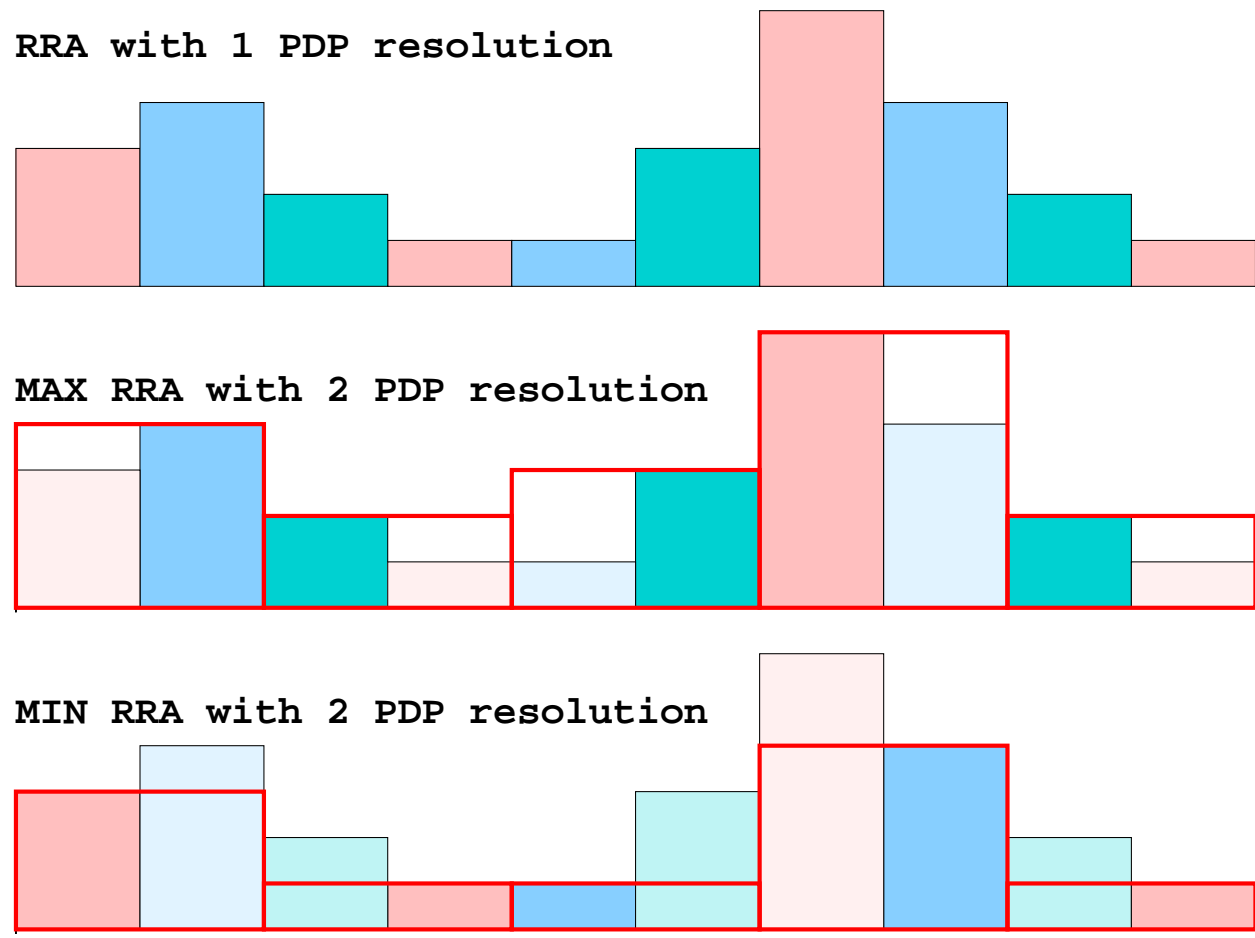 RRA with 1 PDP resolution
MAX RRA with 2 PDP resolution
MIN RRA with 2 PDP resolution